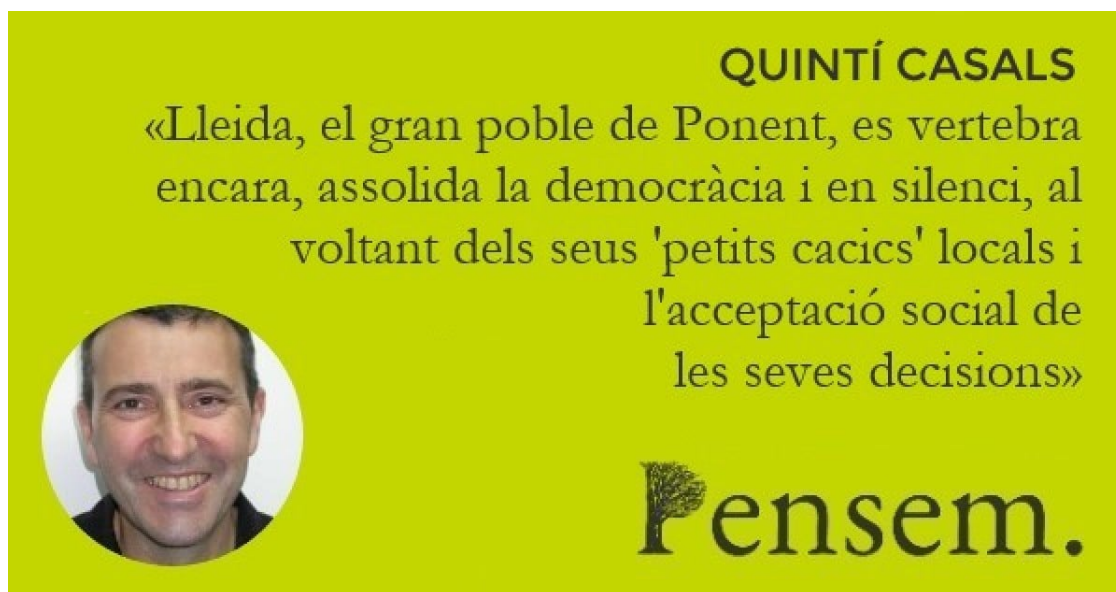 QUINTÍ CASALS
«Lleida, el gran poble de Ponent, es vertebra
encara, assolida la democràcia i en silenci, al
voltant dels seus 'petits cacics' locals i
l'acceptació social de
les seves decisions»
Pensem.